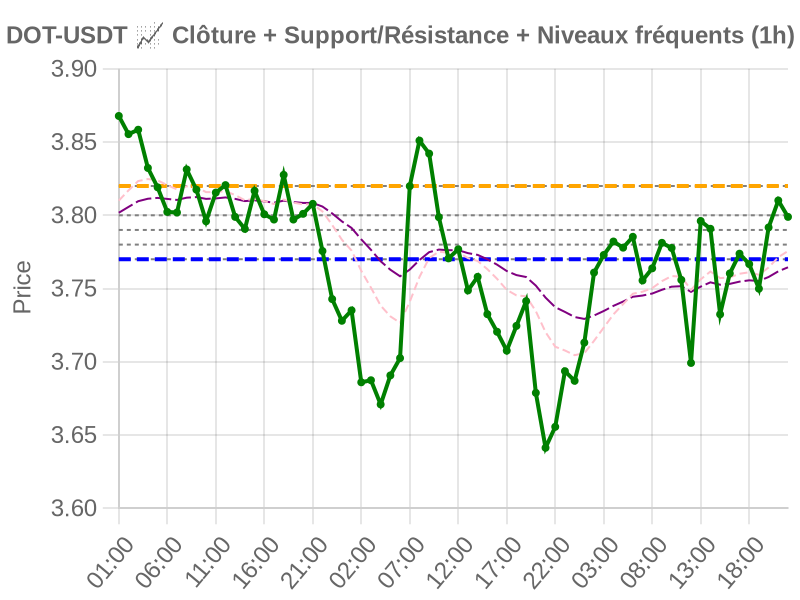 DOT-USDT 📈 Clôture + Support/Résistance + Niveaux fréquents (1h)
3.90
3.85
3.80
3.75
3.70
3.65
3.60
Price
01:00 06:00 11:00 16:00 21:00 02:00 07:00 12:00 17:00 22:00 03:00 08:00 13:00 18:00